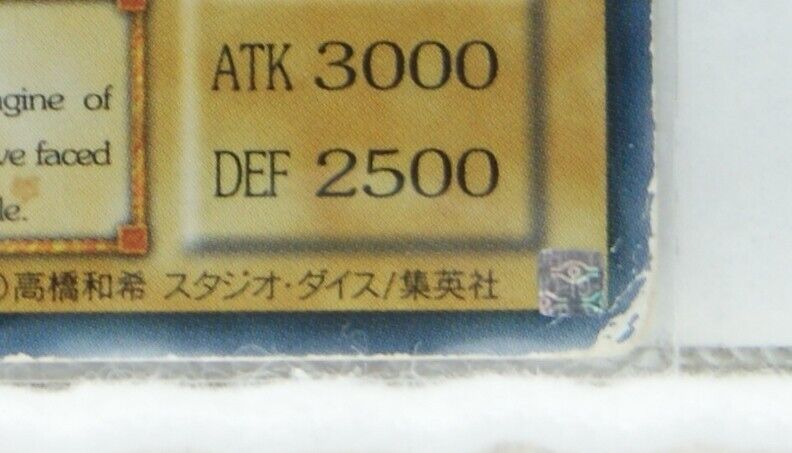 ATK 3000
ngine of
ve faced
DEF 2500
le.
高橋和希 スタジオ・ダイス/集英社